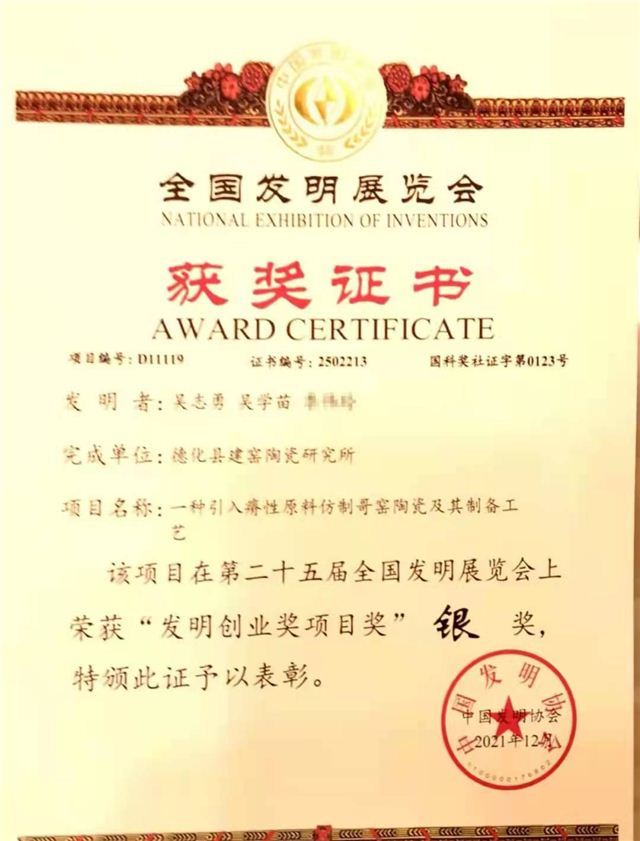 全国发明展览会
NATIONAL EXHIBITION OF INVENTIONS
获奖证书
AWARD CERTIFICATE
项目编号：D11119 证书编号：2502213 国科奖社证字第0123号
发明者：吴志勇 吴学苗
完成单位：德化县建窑陶瓷研究所
项目名称：一种引入瘠性原料仿制哥窑陶瓷及其制备工
艺
该项目在第二十五届全国发明展览会上
荣获“发明创业奖项目奖” 银 奖，
特颁此证予以表彰。
中国发明协会
中国发明协会
2021年12月